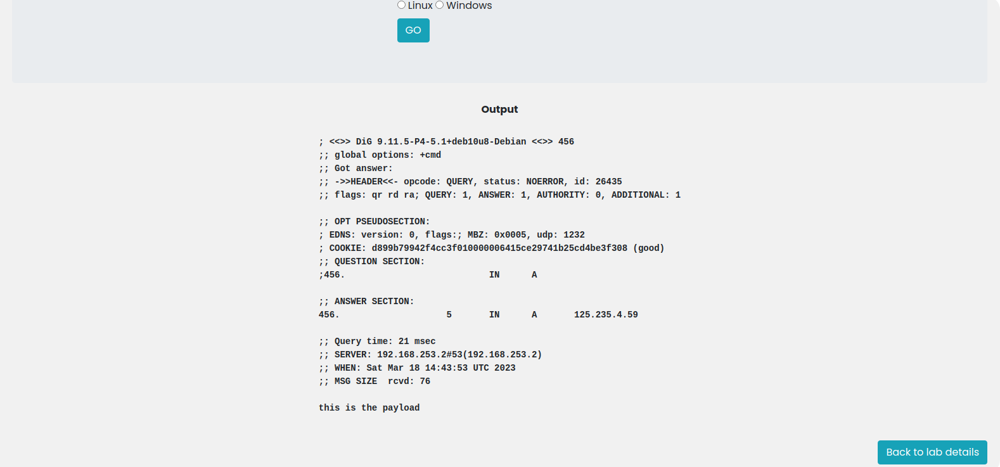 Linux Windows
GO
Output
; <<>> DiG 9.11.5-P4-5.1+deb10u8-Debian <<>> 456
;; global options: +cmd
;; Got answer:
;; ->>HEADER<<- opcode: QUERY, status: NOERROR, id: 26435
;; flags: qr rd ra; QUERY: 1, ANSWER: 1, AUTHORITY: 0, ADDITIONAL: 1
;; OPT PSEUDOSECTION:
; EDNS: version: 0, flags:; MBZ: 0x0005, udp: 1232
; COOKIE: d899b79942f4cc3f010000006415ce29741b25cd4be3f308 (good)
;; QUESTION SECTION:
;456. IN A
;; ANSWER SECTION:
456. 5 IN A 125.235.4.59
;; Query time: 21 msec
;; SERVER: 192.168.253.2#53(192.168.253.2)
;; WHEN: Sat Mar 18 14:43:53 UTC 2023
;; MSG SIZE  rcvd: 76
this is the payload
Back to lab details